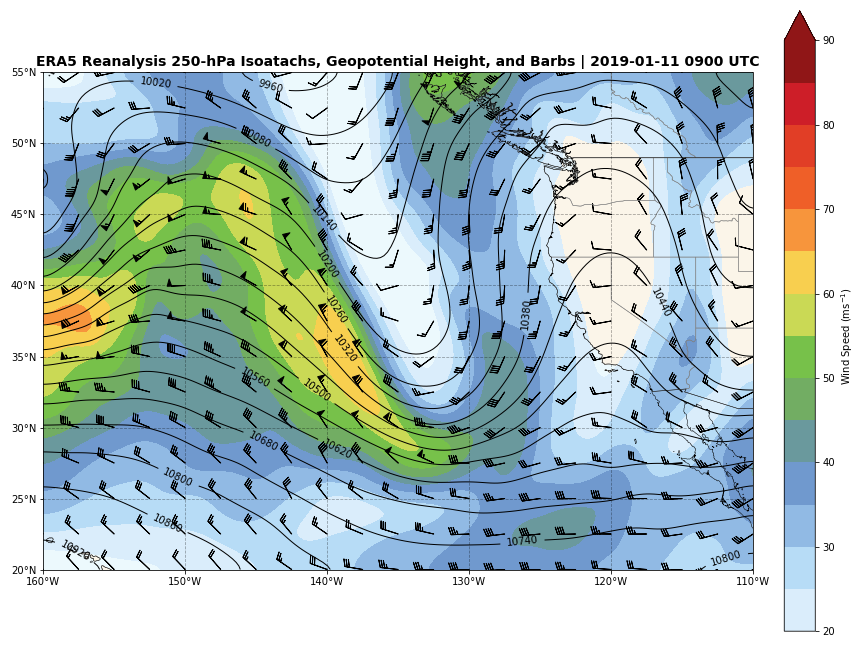 ERA5 Reanalysis 250-hPa Isoatachs, Geopotential Height, and Barbs | 2019-01-11 0900 UTC
90
80
70
60
50
40
30
20
Wind Speed (ms⁻¹)
55°N
50°N
45°N
40°N
35°N
30°N
25°N
20°N
10020
9960
10080
10140
10200
10260
10320
10380
10440
10560
10500
10680
10620
10800
10860
10920
10740
10800
160°W
150°W
140°W
130°W
120°W
110°W